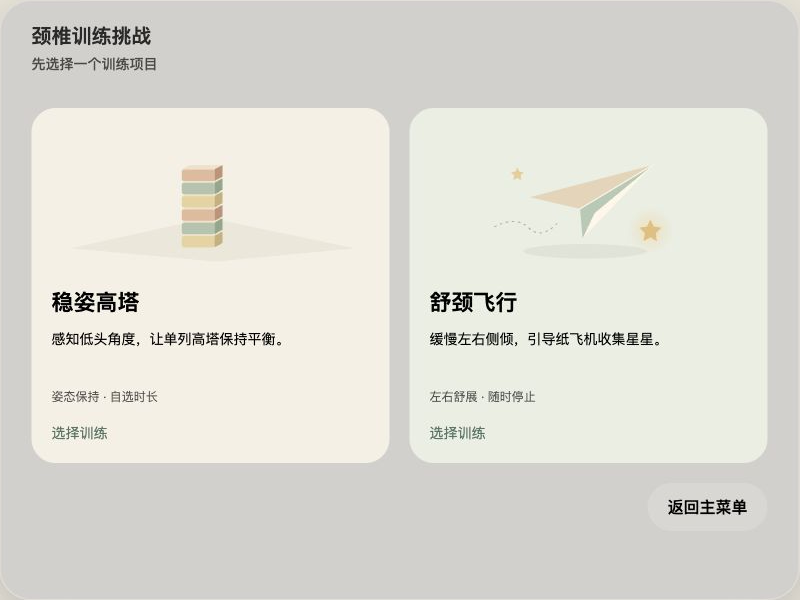 颈椎训练挑战
先选择一个训练项目
稳姿高塔
感知低头角度，让单列高塔保持平衡。
姿态保持 · 自选时长
选择训练
舒颈飞行
缓慢左右侧倾，引导纸飞机收集星星。
左右舒展 · 随时停止
选择训练
返回主菜单